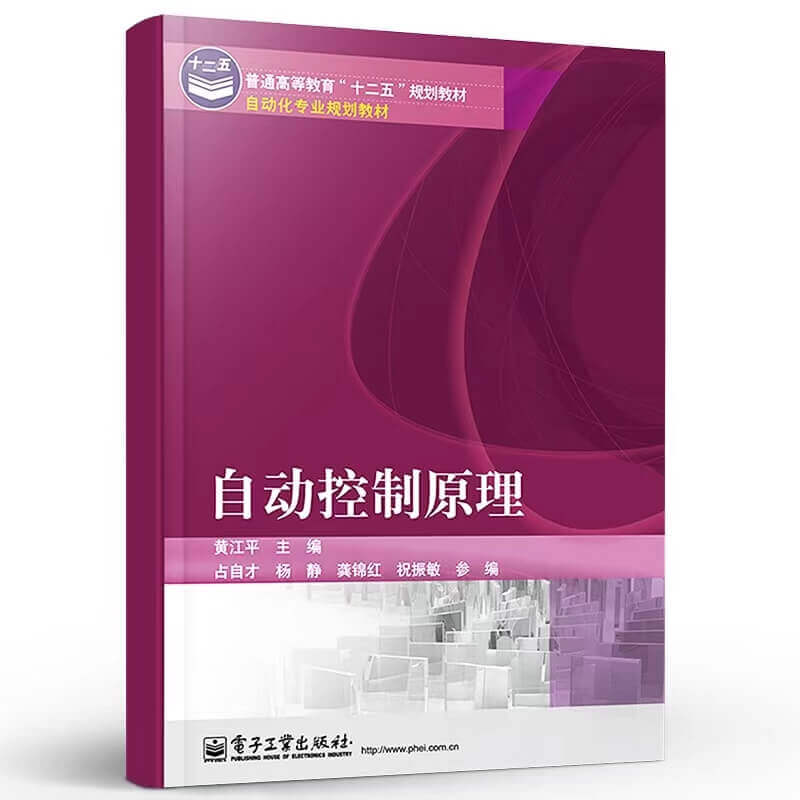 十二五
普通高等教育“十二五”规划教材
自动化专业规划教材
自动控制原理
黄江平 主 编
占自才 杨 静 龚锦红 祝振敏 参 编
電子工業出版社·
PUBLISHING HOUSE OF ELECTRONICS INDUSTRY
http://www.phei.com.cn